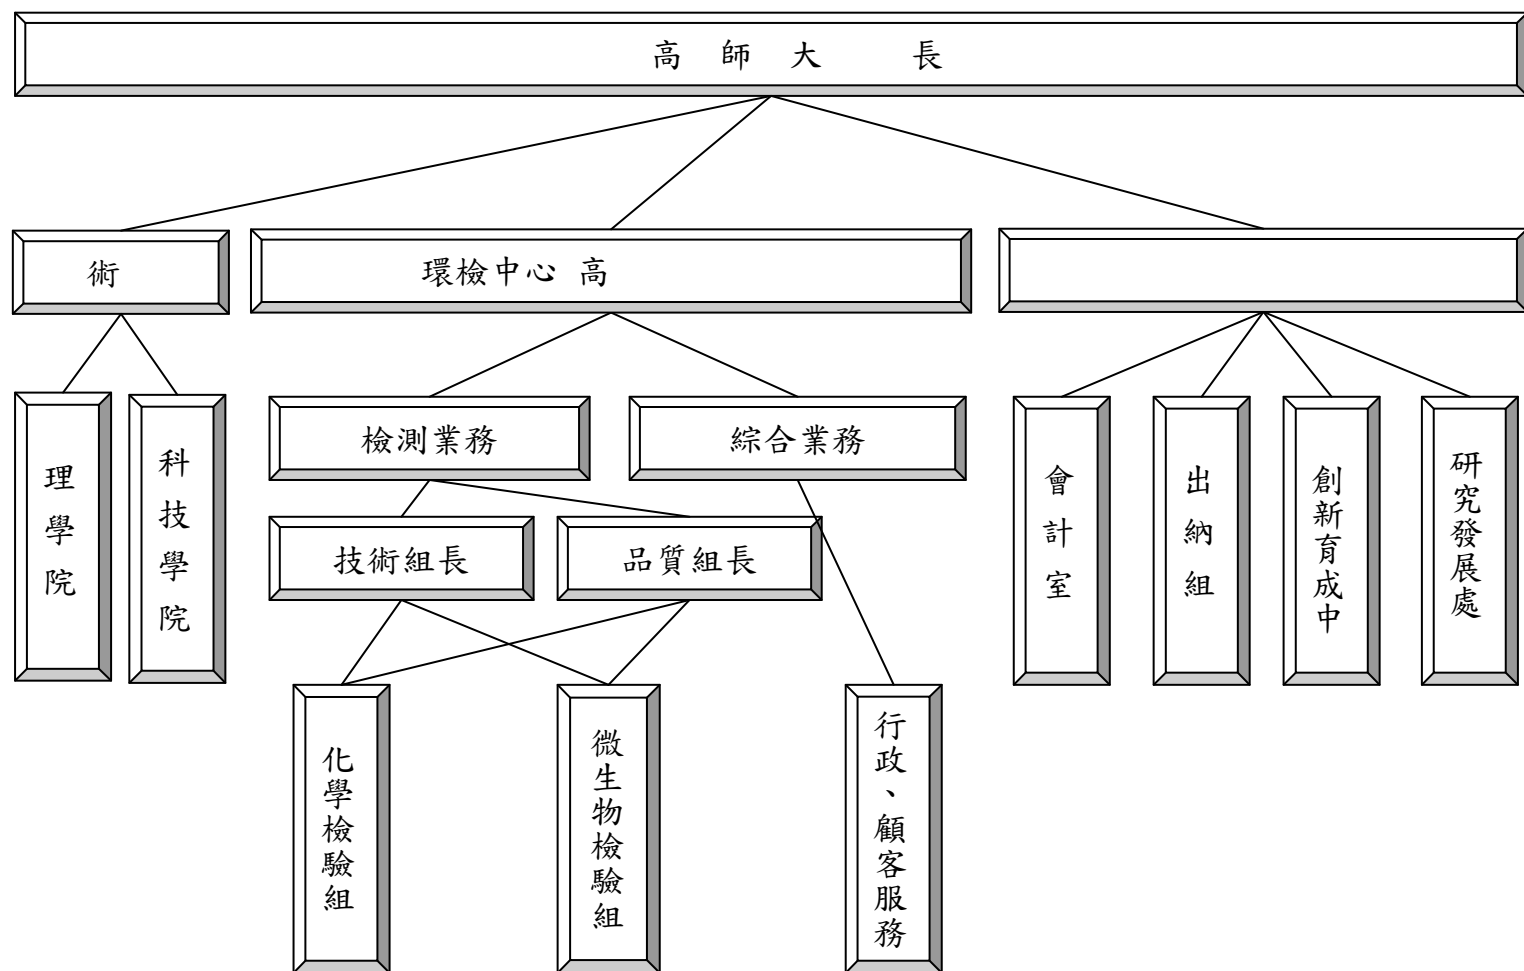 高 師 大 長
術
環檢中心 高
理學院
科技學院
檢測業務
綜合業務
技術組長
品質組長
化學檢驗組
微生物檢驗組
行政、顧客服務
會計室
出納組
創新育成中
研究發展處